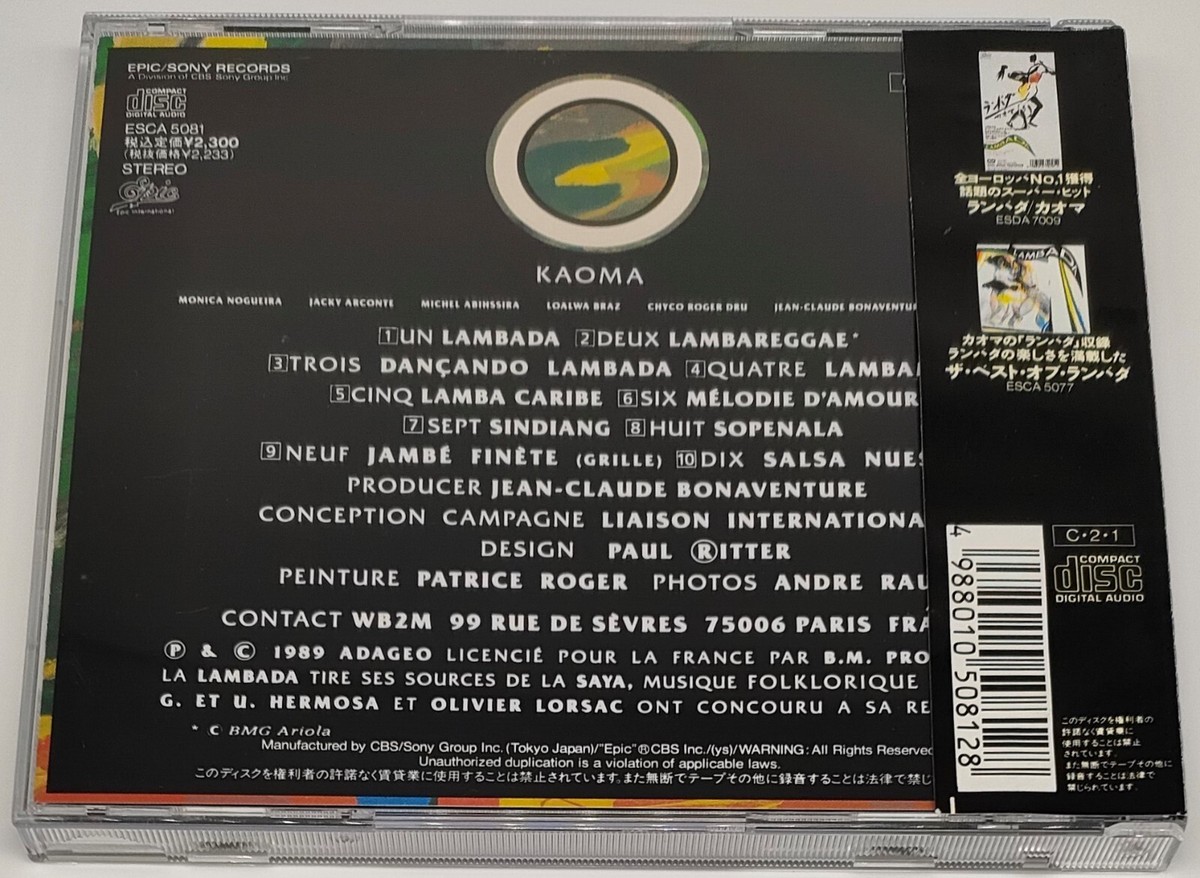 EPIC/SONY RECORDS
A Division of CBS Sony Group Inc.
COMPACT
disc
DIGITAL AUDIO
ESCA 5081
税込定価¥2,300
(税抜価格¥2,233)
STEREO
Epic
Epic International
KAOMA
MONICA NOGUEIRA JACKY ARCONTE MICHEL ABIHSSIRA LOALWA BRAZ CHYCO ROGER DRU JEAN-CLAUDE BONAVENTUR
1 UN LAMBADA 2 DEUX LAMBAREGGAE*
3 TROIS DANÇANDO LAMBADA 4 QUATRE LAMBA
5 CINQ LAMBA CARIBE 6 SIX MÉLODIE D'AMOUR
7 SEPT SINDIANG 8 HUIT SOPENALA
9 NEUF JAMBÉ FINÈTE (GRILLE) 10 DIX SALSA NUES
PRODUCER JEAN-CLAUDE BONAVENTURE
CONCEPTION CAMPAGNE LIAISON INTERNATIONA
DESIGN PAUL ®ITTER
PEINTURE PATRICE ROGER PHOTOS ANDRE RAU
CONTACT WB2M 99 RUE DE SÈVRES 75006 PARIS FRA
℗ & © 1989 ADAGEO LICENCIÉ POUR LA FRANCE PAR B.M. PRO
LA LAMBADA TIRE SES SOURCES DE LA SAYA, MUSIQUE FOLKLORIQUE
G. ET U. HERMOSA ET OLIVIER LORSAC ONT CONCOURU A SA RE
* © BMG Ariola
Manufactured by CBS/Sony Group Inc. (Tokyo Japan)/"Epic"® CBS Inc./(ys)/WARNING: All Rights Reserved
Unauthorized duplication is a violation of applicable laws.
このディスクを権利者の許諾なく賃貸業に使用することは禁止されています。また無断でテープその他に録音することは法律で禁じ
ランバダ
全ヨーロッパNo.1獲得
話題のスーパー・ヒット
ランバダ/カオマ
ESDA 7009
LAMBADA
カオマの「ランバダ」収録
ランバダの楽しさを満載した
ザ・ベスト・オブ・ランバダ
ESCA 5077
C・2・1
COMPACT
disc
DIGITAL AUDIO
4 988010 508128
このディスクを権利者の
許諾なく賃貸業に
使用することは禁止
されています。
また無断でテープその他に
録音することは法律で
禁じられています。